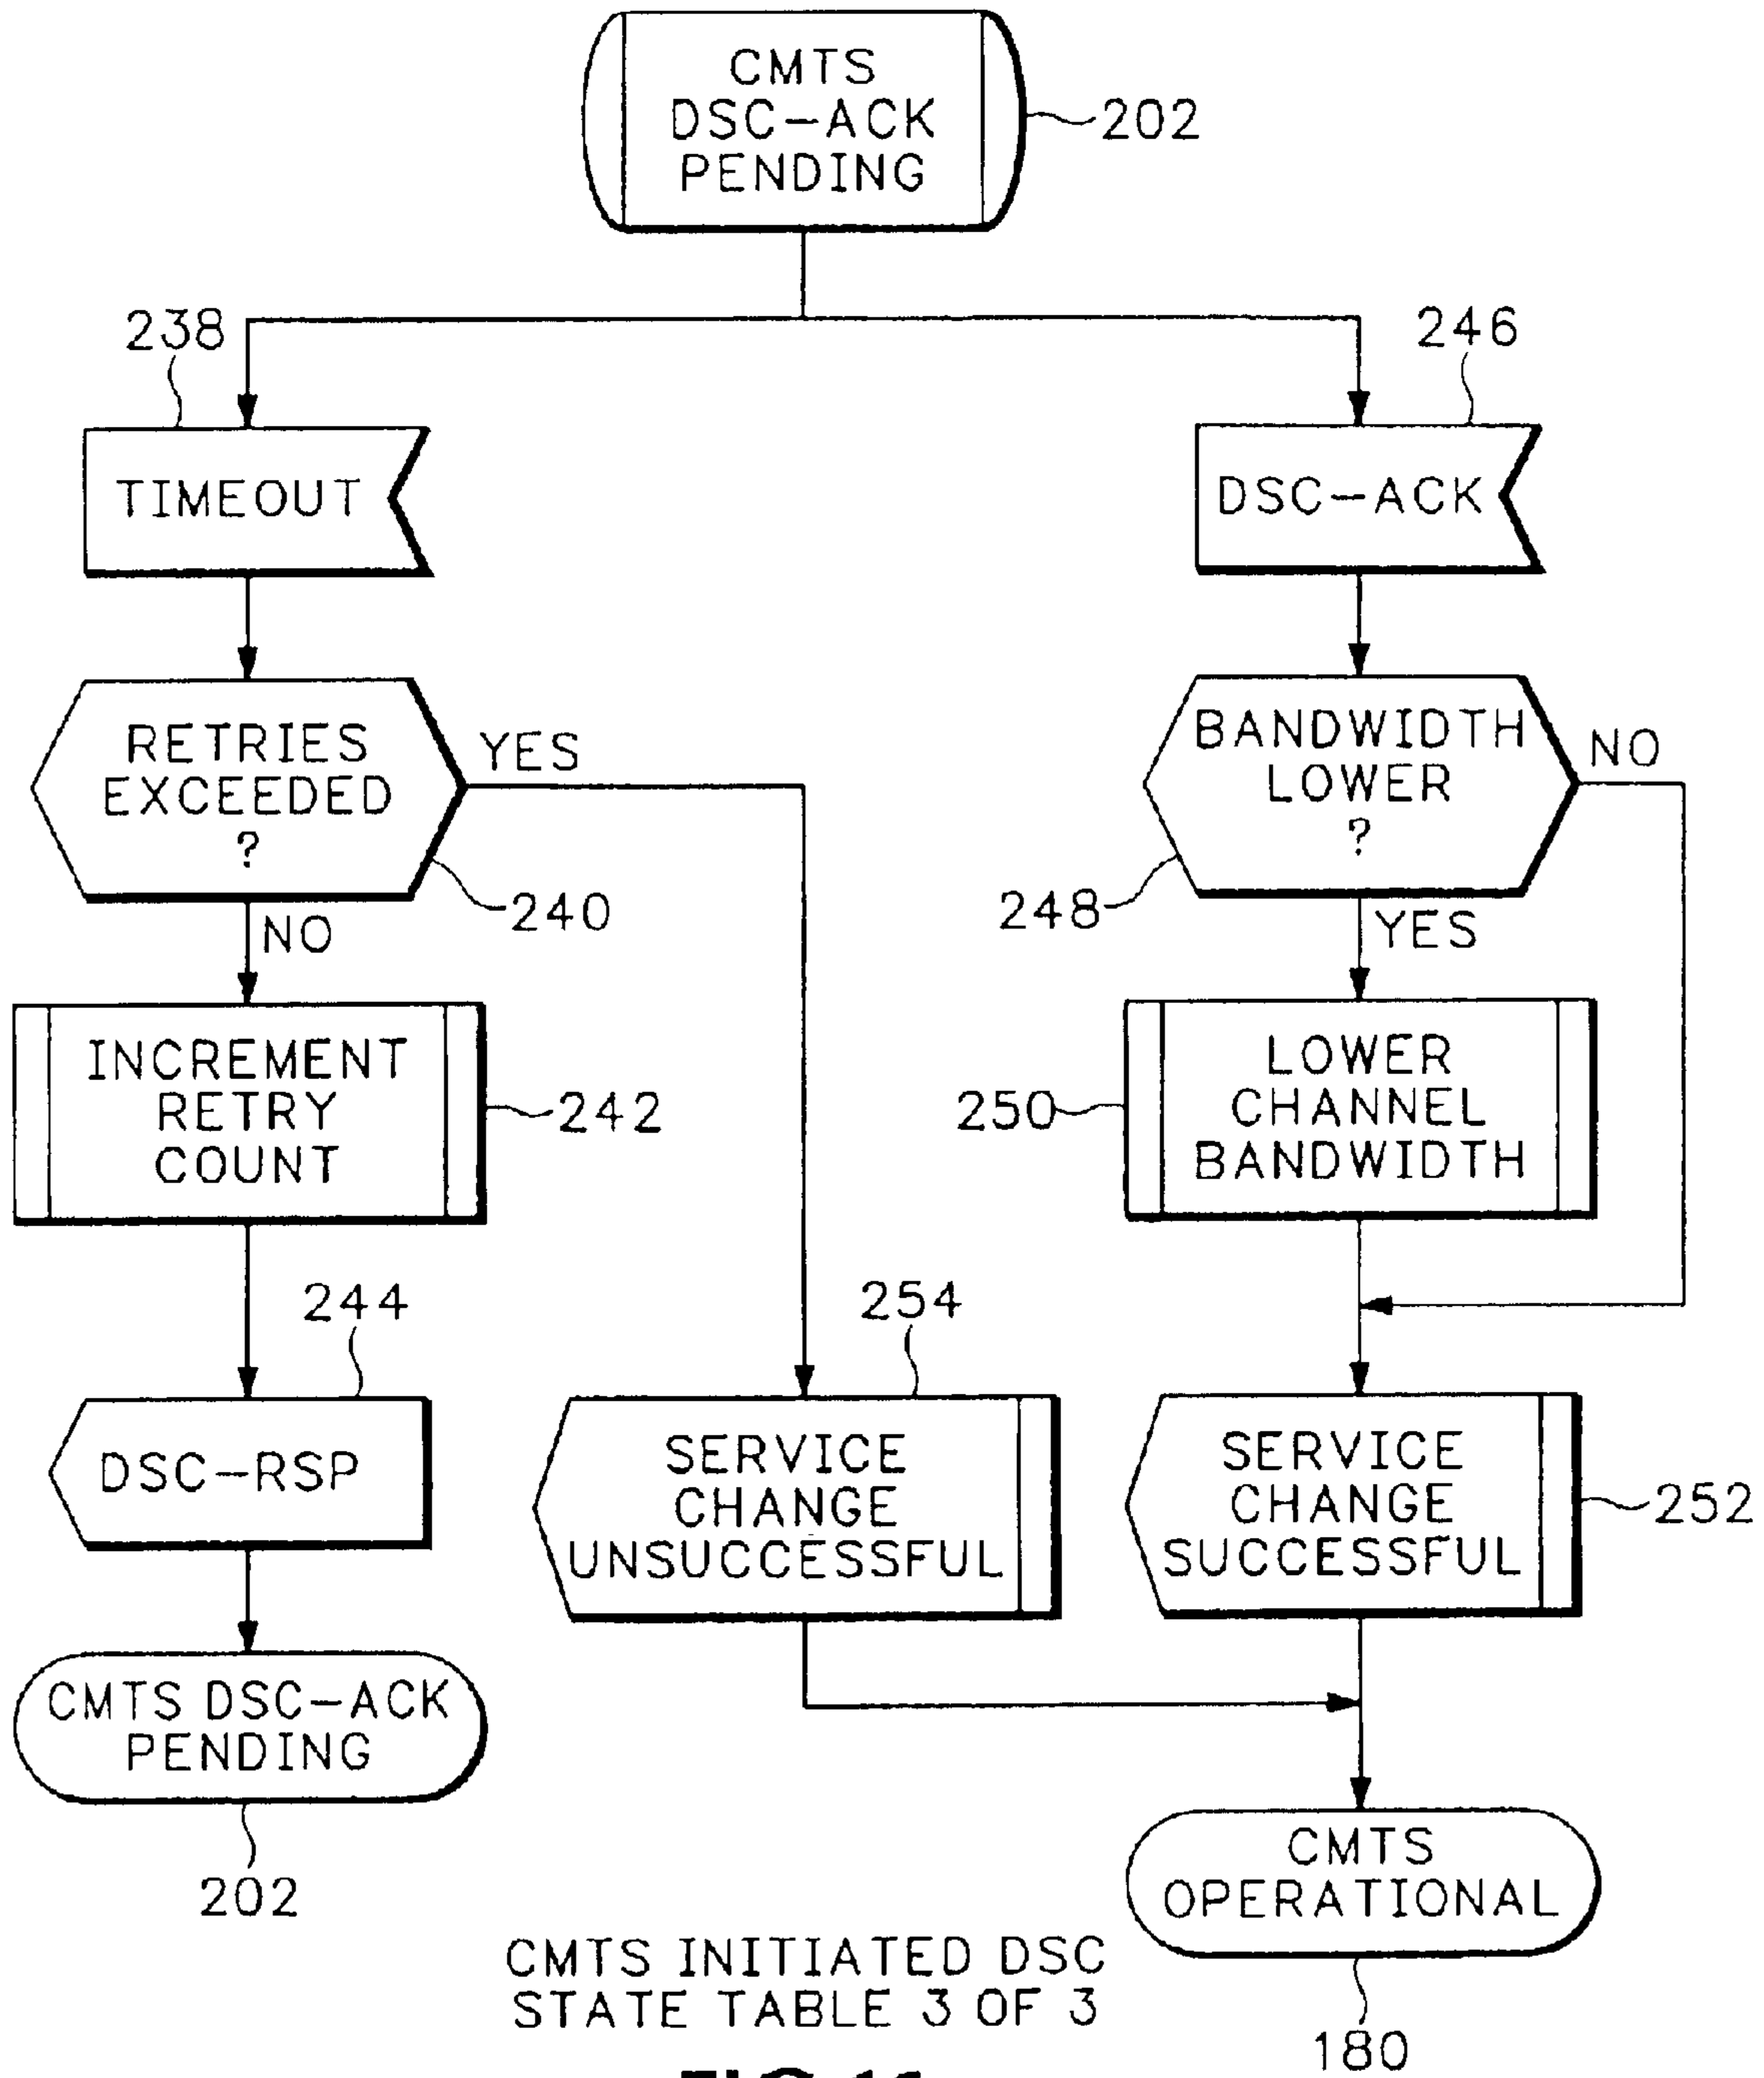 CMTS
DSC-ACK
PENDING
202
238
246
TIMEOUT
DSC-ACK
RETRIES
EXCEEDED
?
YES
240
NO
BANDWIDTH
LOWER
?
NO
248
YES
INCREMENT
RETRY
COUNT
242
LOWER
CHANNEL
BANDWIDTH
250
244
254
DSC-RSP
SERVICE
CHANGE
UNSUCCESSFUL
SERVICE
CHANGE
SUCCESSFUL
252
CMTS DSC-ACK
PENDING
202
CMTS
OPERATIONAL
180
CMTS INITIATED DSC
STATE TABLE 3 OF 3